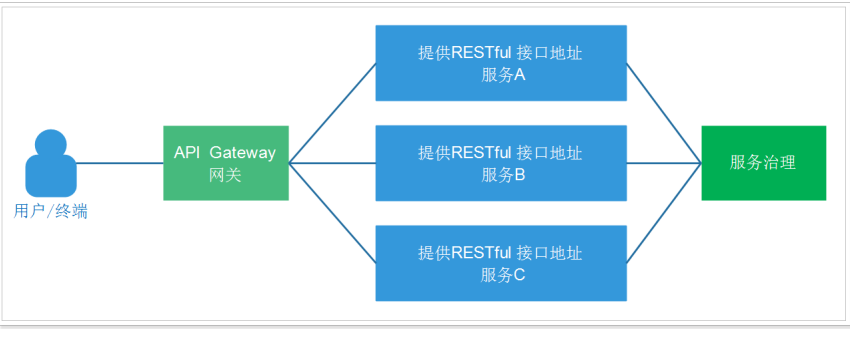 提供RESTful 接口地址
服务A
API Gateway
网关
提供RESTful 接口地址
服务B
服务治理
用户/终端
提供RESTful 接口地址
服务C